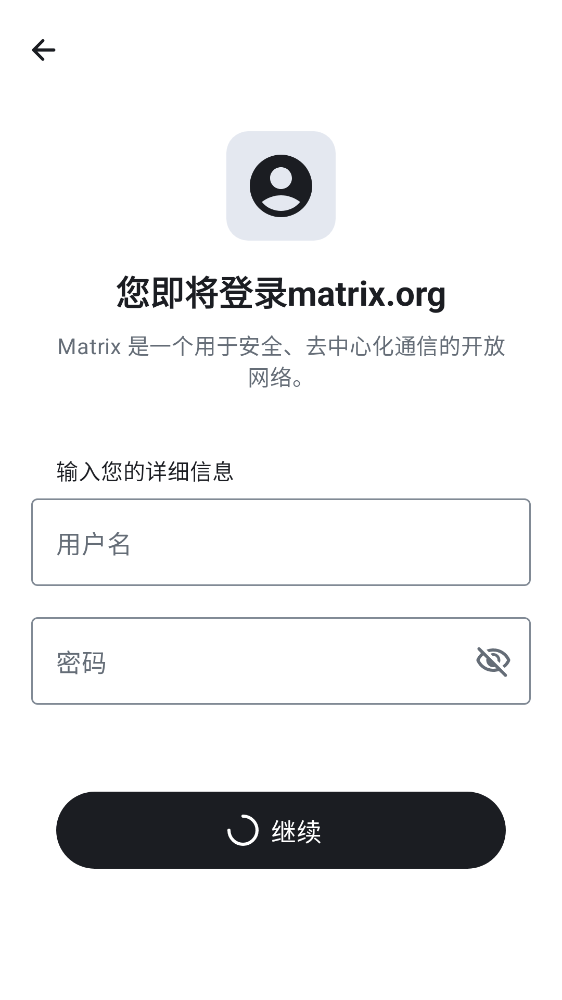 您即将登录matrix.org
Matrix 是一个用于安全、去中心化通信的开放
网络。
输入您的详细信息
用户名
密码
继续